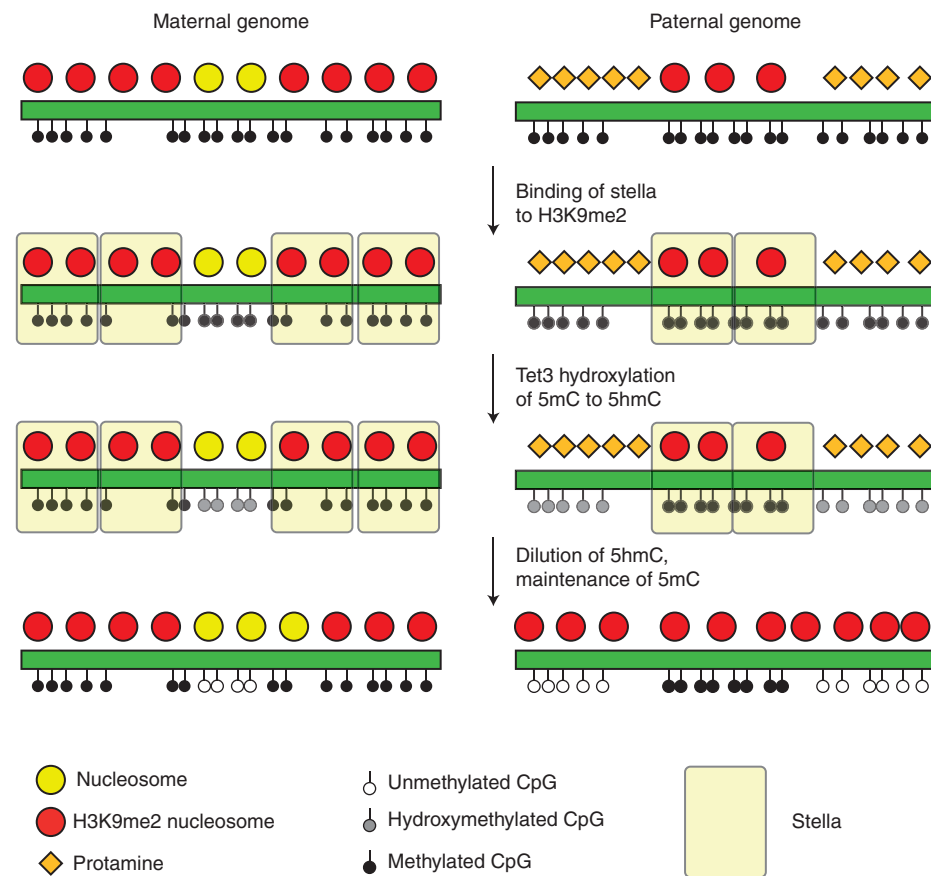 Maternal genome
Paternal genome
Binding of stella
to H3K9me2
Tet3 hydroxylation
of 5mC to 5hmC
Dilution of 5hmC,
maintenance of 5mC
Nucleosome
H3K9me2 nucleosome
Protamine
Unmethylated CpG
Hydroxymethylated CpG
Methylated CpG
Stella